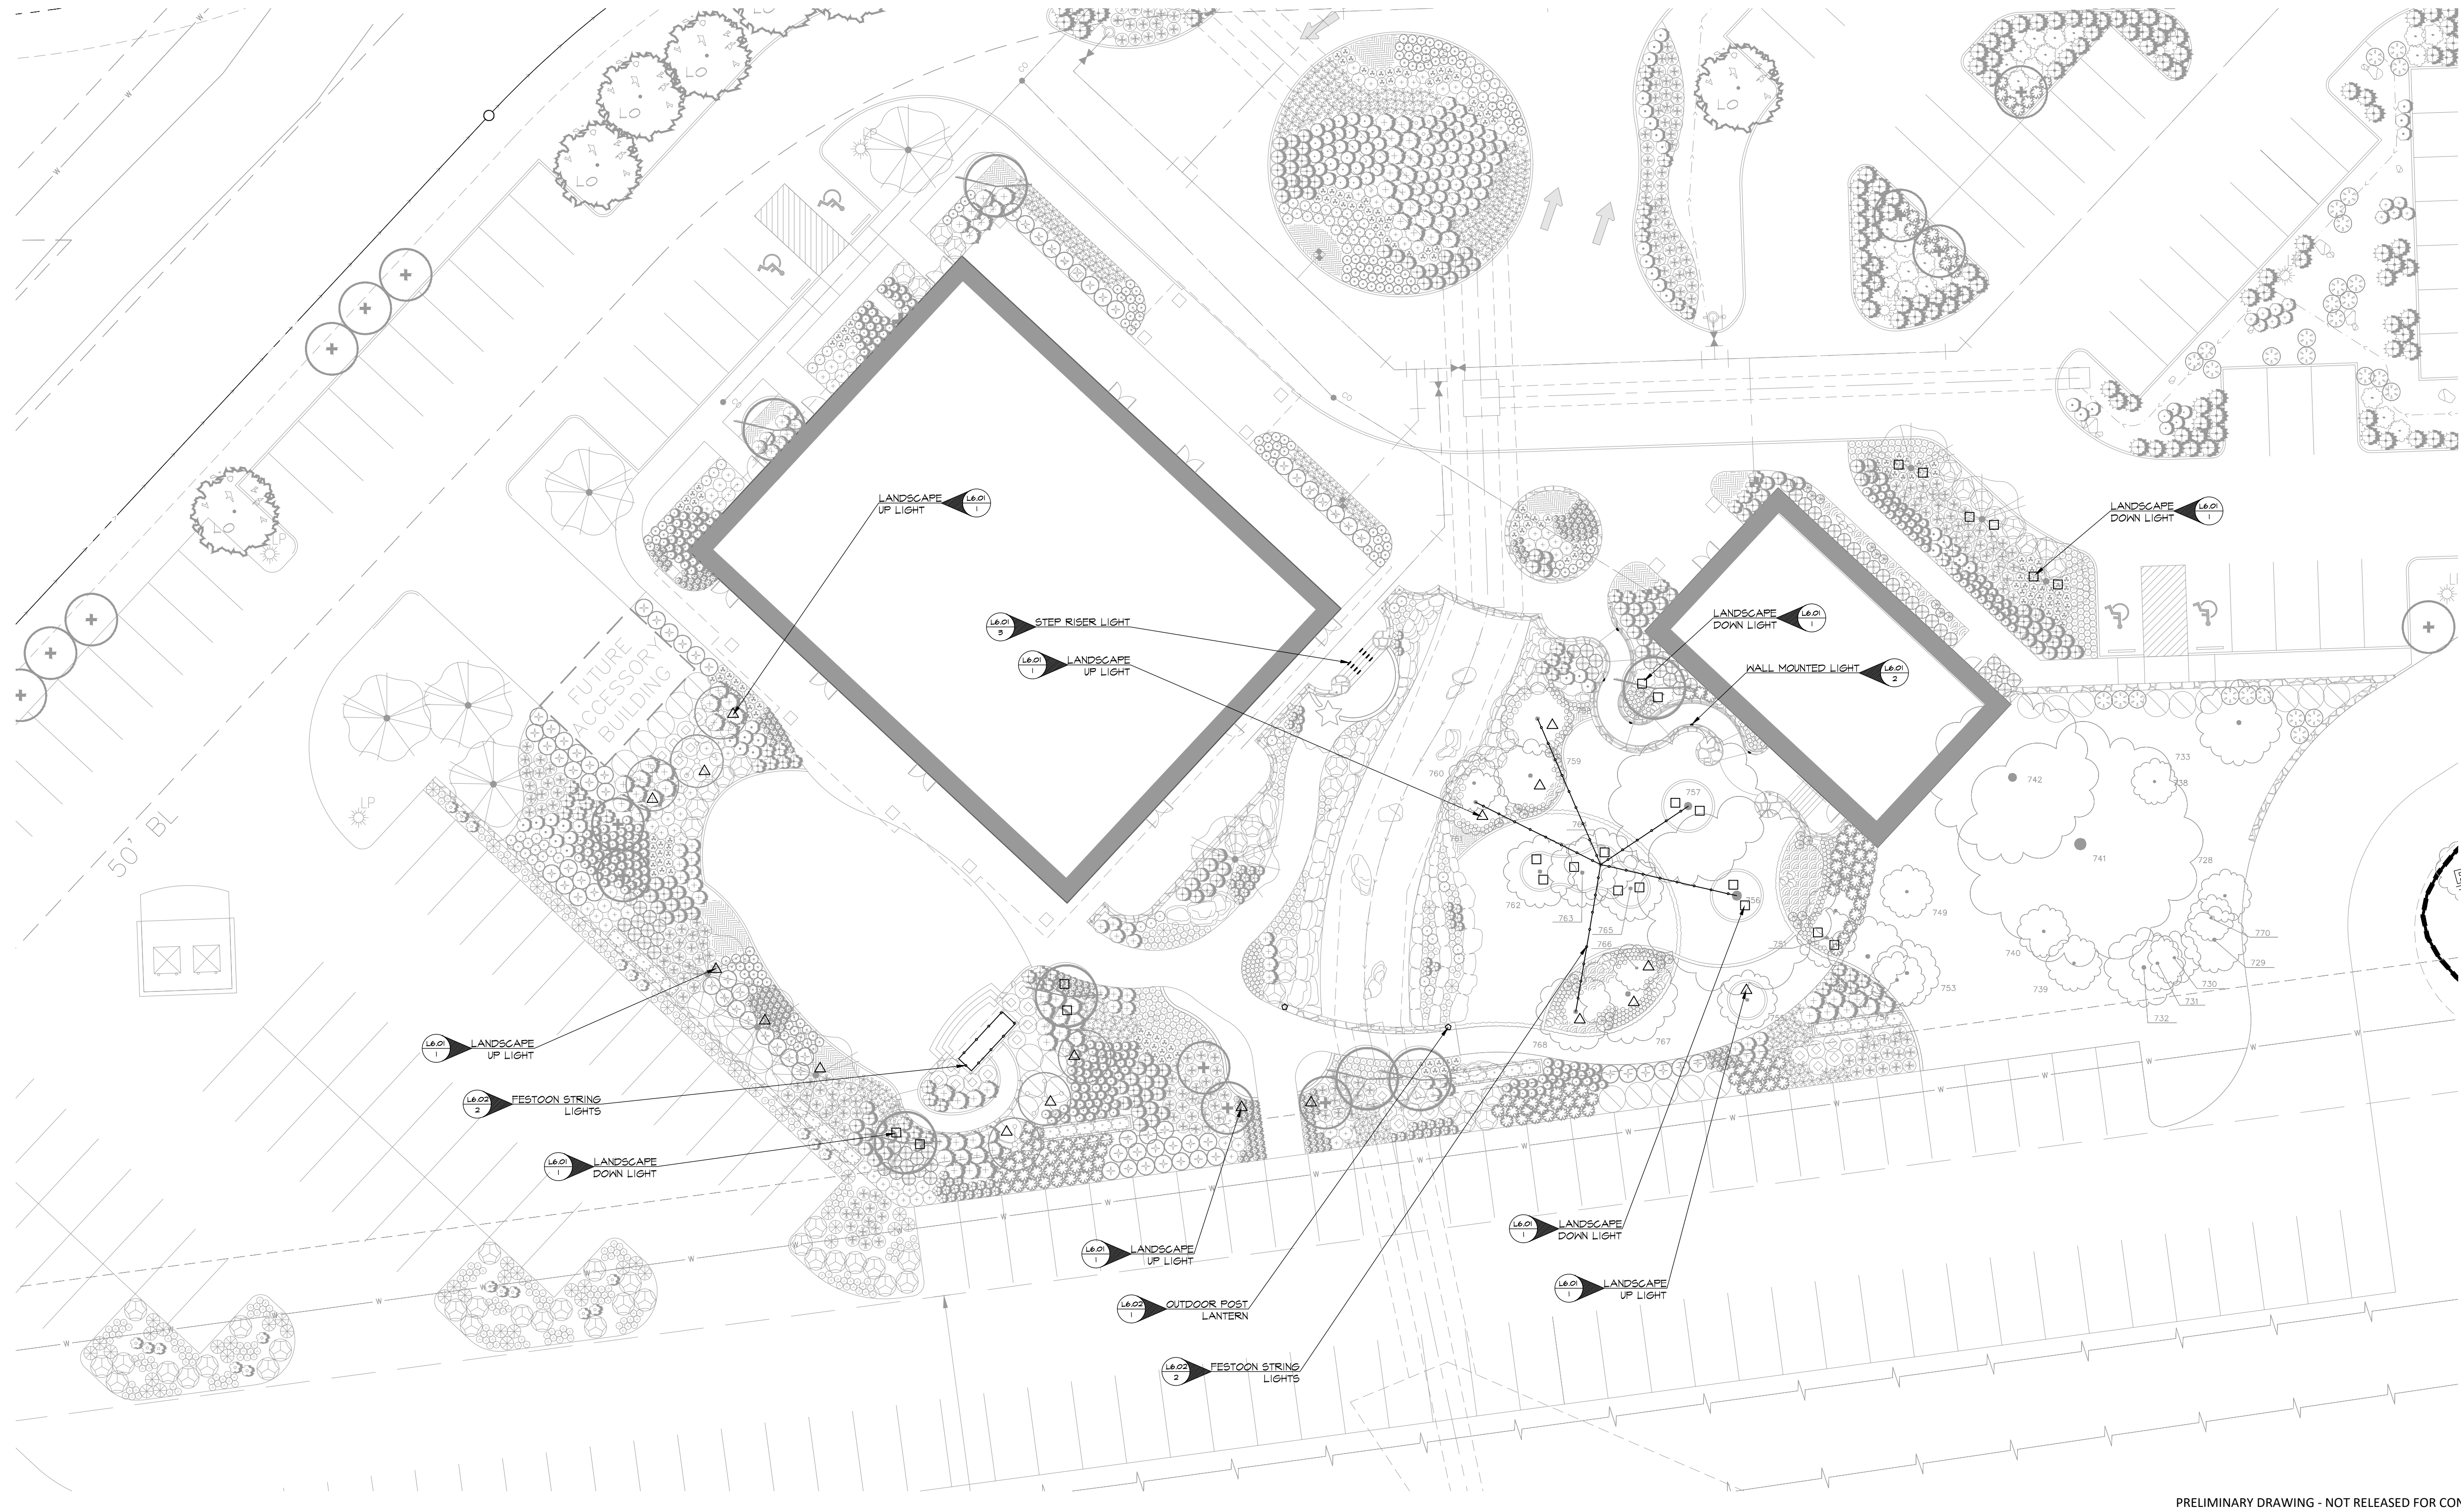 LO
LO
LO
LO
LO
LO
LP
LP
LP
CO
CO
CO
W
W
W
LANDSCAPE
UP LIGHT
L6.01
1
LANDSCAPE
DOWN LIGHT
L6.01
1
L6.01
3
STEP RISER LIGHT
L6.01
1
LANDSCAPE
UP LIGHT
LANDSCAPE
DOWN LIGHT
L6.01
1
WALL MOUNTED LIGHT
L6.01
2
FUTURE
ACCESSORY
BUILDING
50' BL
759
760
761
757
756
762
763
765
766
767
768
751
753
749
742
741
733
738
728
740
739
770
729
730
731
732
L6.01
1
LANDSCAPE
UP LIGHT
L6.02
2
FESTOON STRING
LIGHTS
L6.01
1
LANDSCAPE
DOWN LIGHT
L6.01
1
LANDSCAPE
UP LIGHT
L6.01
1
LANDSCAPE
DOWN LIGHT
L6.01
1
LANDSCAPE
UP LIGHT
L6.02
1
OUTDOOR POST
LANTERN
L6.02
2
FESTOON STRING
LIGHTS
W
W
W
W
W
W
W
W
W
W
W
W
W
PRELIMINARY DRAWING - NOT RELEASED FOR